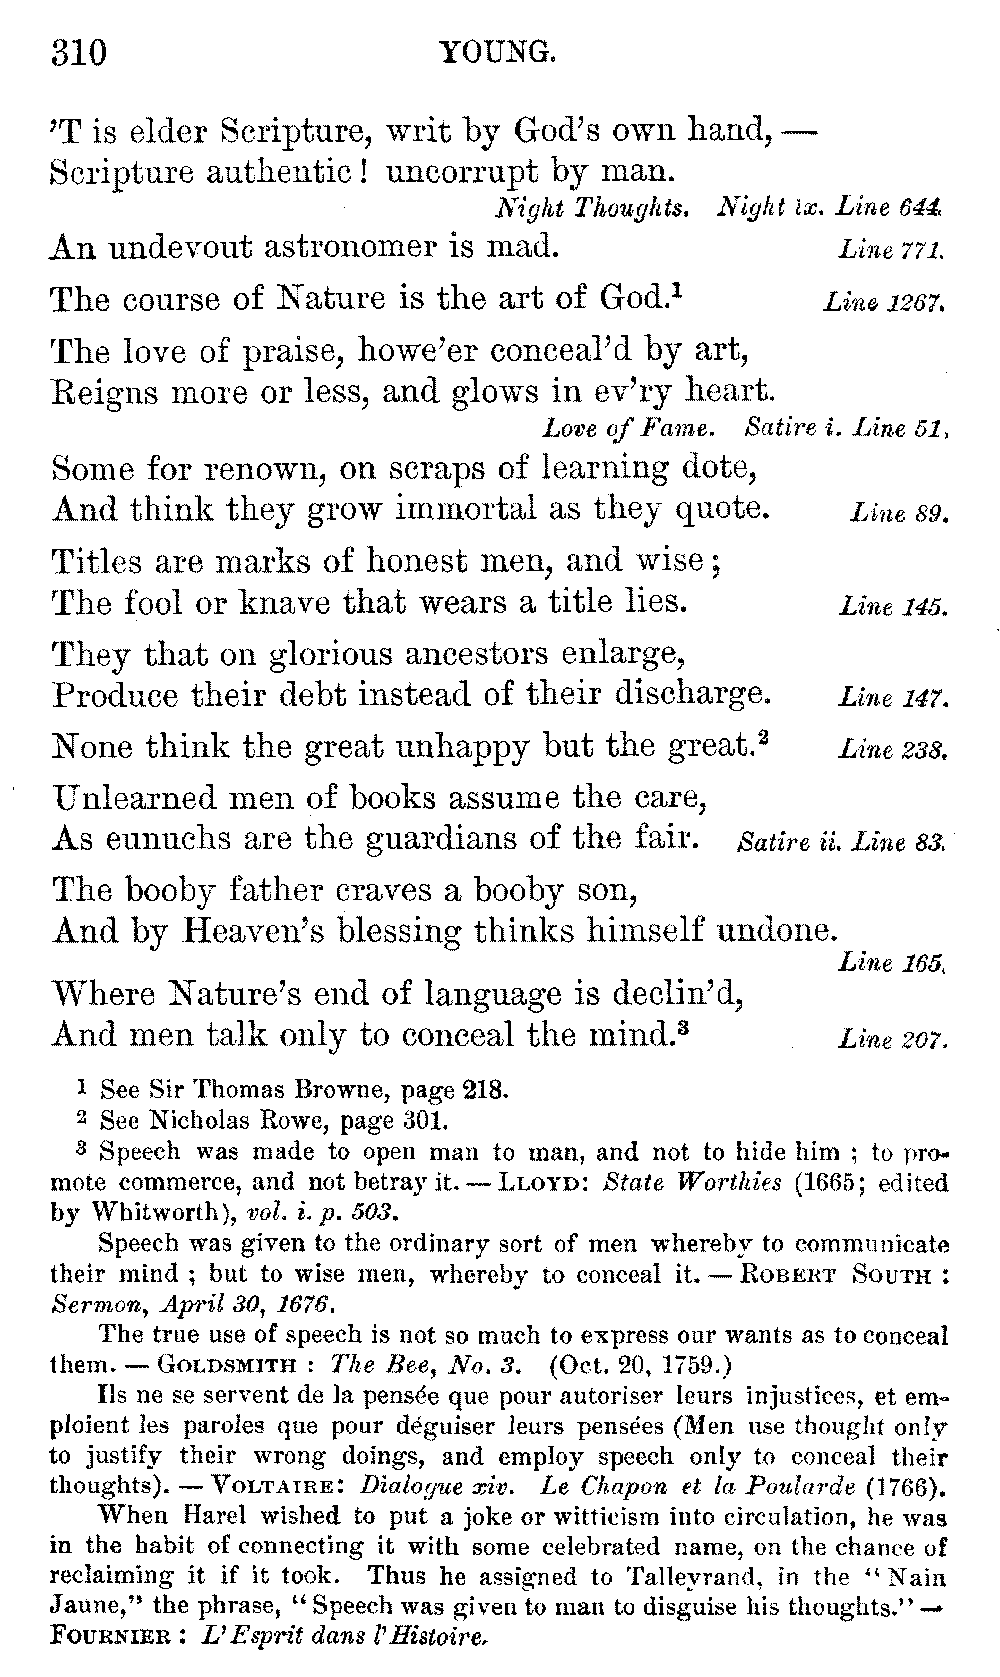 310 YOUNG.
'T is elder Scripture, writ by God's own hand, —
Scripture authentic! uncorrupt by man.
Night Thoughts. Night ix. Line 644.
An undevout astronomer is mad. Line 771.
The course of Nature is the art of God.¹ Line 1267.
The love of praise, howe'er conceal'd by art,
Reigns more or less, and glows in ev'ry heart.
Love of Fame. Satire i. Line 51.
Some for renown, on scraps of learning dote,
And think they grow immortal as they quote. Line 89.
Titles are marks of honest men, and wise;
The fool or knave that wears a title lies. Line 145.
They that on glorious ancestors enlarge,
Produce their debt instead of their discharge. Line 147.
None think the great unhappy but the great.² Line 238.
Unlearned men of books assume the care,
As eunuchs are the guardians of the fair. Satire ii. Line 83.
The booby father craves a booby son,
And by Heaven's blessing thinks himself undone.
Line 165.
Where Nature's end of language is declin'd,
And men talk only to conceal the mind.³ Line 207.
1 See Sir Thomas Browne, page 218.
2 See Nicholas Rowe, page 301.
3 Speech was made to open man to man, and not to hide him; to pro-
mote commerce, and not betray it. — LLOYD: State Worthies (1665; edited
by Whitworth), vol. i. p. 503.
Speech was given to the ordinary sort of men whereby to communicate
their mind; but to wise men, whereby to conceal it. — ROBERT SOUTH:
Sermon, April 30, 1676.
The true use of speech is not so much to express our wants as to conceal
them. — GOLDSMITH: The Bee, No. 3. (Oct. 20, 1759.)
Ils ne se servent de la pensée que pour autoriser leurs injustices, et em-
ploient les paroles que pour déguiser leurs pensées (Men use thought only
to justify their wrong doings, and employ speech only to conceal their
thoughts). — VOLTAIRE: Dialogue xiv. Le Chapon et la Poularde (1766).
When Harel wished to put a joke or witticism into circulation, he was
in the habit of connecting it with some celebrated name, on the chance of
reclaiming it if it took. Thus he assigned to Talleyrand, in the "Nain
Jaune," the phrase, "Speech was given to man to disguise his thoughts." —
FOURNIER: L'Esprit dans l'Histoire.